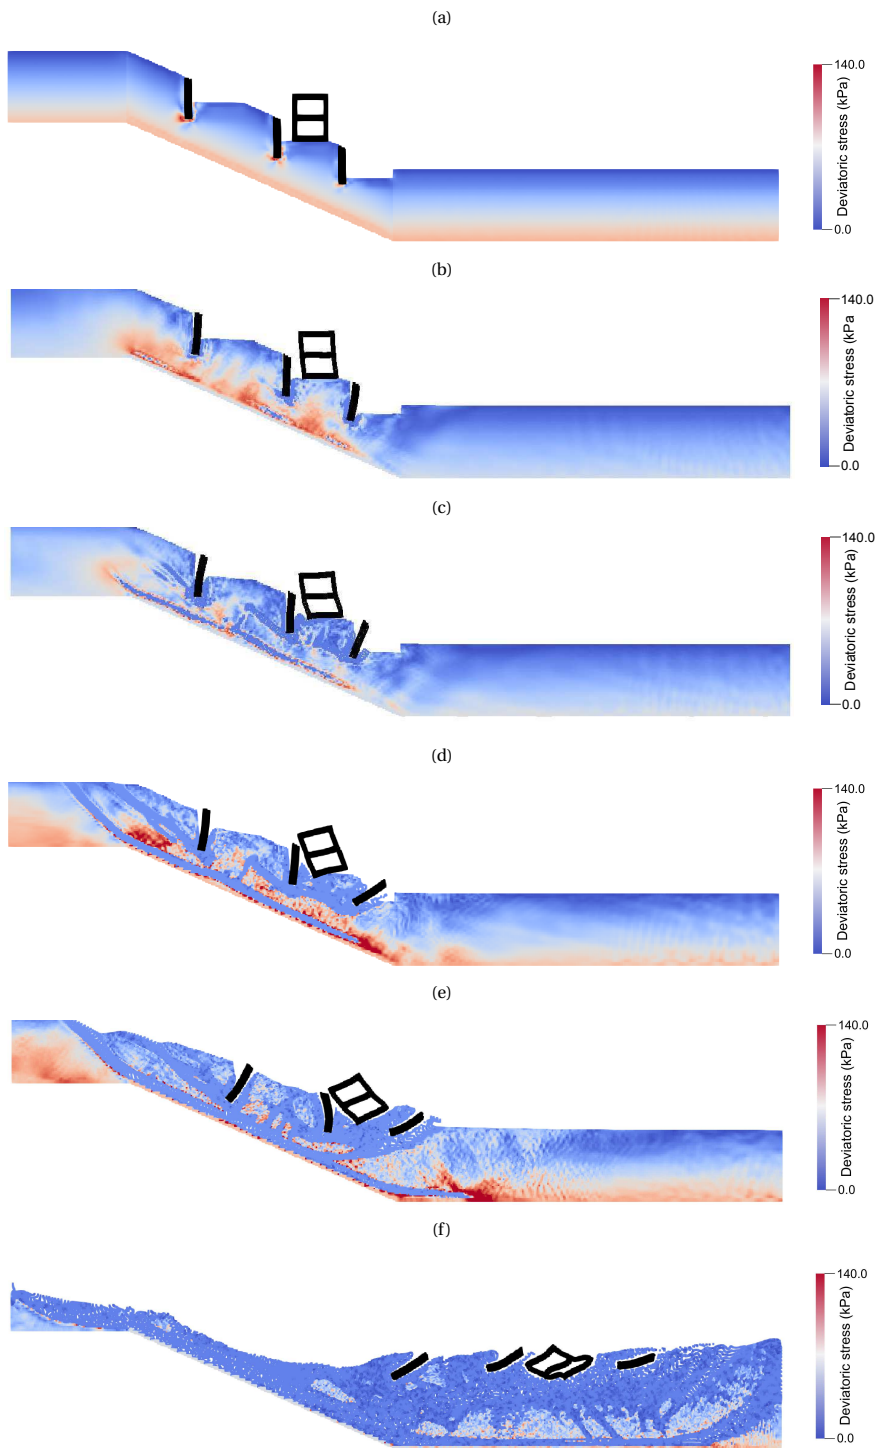 (a)
140.0
Deviatoric stress (kPa)
0.0
(b)
140.0
Deviatoric stress (kPa
0.0
(c)
140.0
Deviatoric stress (kPa)
0.0
(d)
140.0
Deviatoric stress (kPa)
0.0
(e)
140.0
Deviatoric stress (kPa)
0.0
(f)
140.0
Deviatoric stress (kPa)
0.0